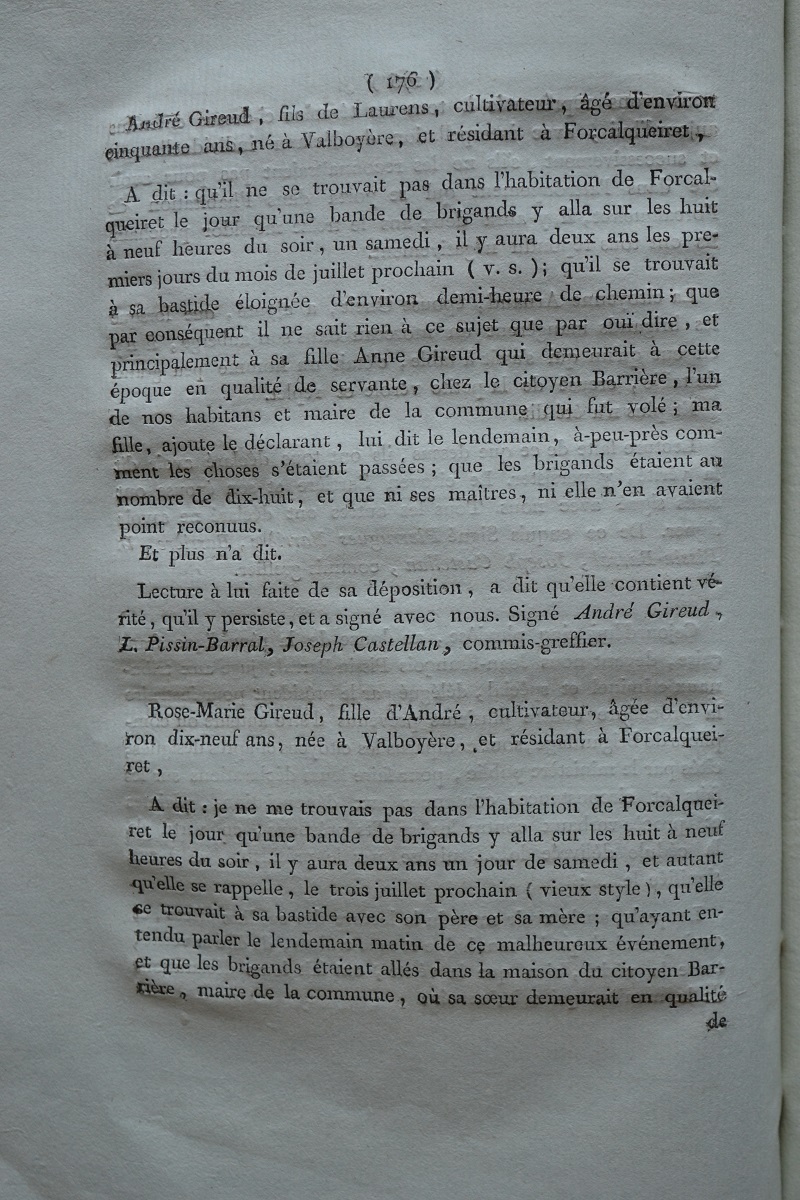 ( 176 )
André Gireud, fils de Laurens, cultivateur, âgé d'environ
cinquante ans, né à Valboyère, et résidant à Forcalqueiret,
A dit : qu'il ne se trouvait pas dans l'habitation de Forcal-
queiret le jour qu'une bande de brigands y alla sur les huit
à neuf heures du soir, un samedi, il y aura deux ans les pre-
miers jours du mois de juillet prochain ( v. s. ); qu'il se trouvait
à sa bastide éloignée d'environ demi-heure de chemin; que
par conséquent il ne sait rien à ce sujet que par ouï dire, et
principalement à sa fille Anne Gireud qui demeurait à cette
époque en qualité de servante, chez le citoyen Barrière, l'un
de nos habitans et maire de la commune qui fut volé; ma
fille, ajoute le déclarant, lui dit le lendemain, à-peu-près com-
ment les choses s'étaient passées; que les brigands étaient au
nombre de dix-huit, et que ni ses maîtres, ni elle n'en avaient
point reconuus.
Et plus n'a dit.
Lecture à lui faite de sa déposition, a dit qu'elle contient vé-
rité, qu'il y persiste, et a signé avec nous. Signé André Gireud,
L. Pissin-Barral, Joseph Castellan, commis-greffier.
Rose-Marie Gireud, fille d'André, cultivateur, âgée d'envi-
ron dix-neuf ans, née à Valboyère, et résidant à Forcalquei-
ret,
A dit : je ne me trouvais pas dans l'habitation de Forcalquei-
ret le jour qu'une bande de brigands y alla sur les huit à neuf
heures du soir, il y aura deux ans un jour de samedi, et autant
qu'elle se rappelle, le trois juillet prochain ( vieux style ), qu'elle
se trouvait à sa bastide avec son père et sa mère; qu'ayant en-
tendu parler le lendemain matin de ce malheureux événement,
et que les brigands étaient allés dans la maison du citoyen Bar-
rière, maire de la commune, où sa sœur demeurait en qualité
de